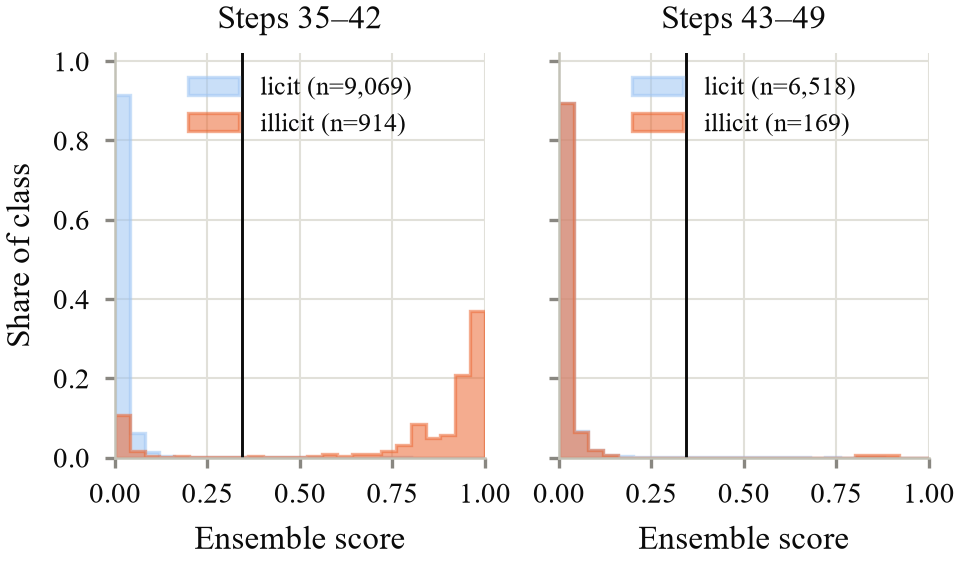 Steps 35–42
Steps 43–49
Share of class
1.0
0.8
0.6
0.4
0.2
0.0
licit (n=9,069)
illicit (n=914)
licit (n=6,518)
illicit (n=169)
0.00 0.25 0.50 0.75 1.00
0.00 0.25 0.50 0.75 1.00
Ensemble score
Ensemble score